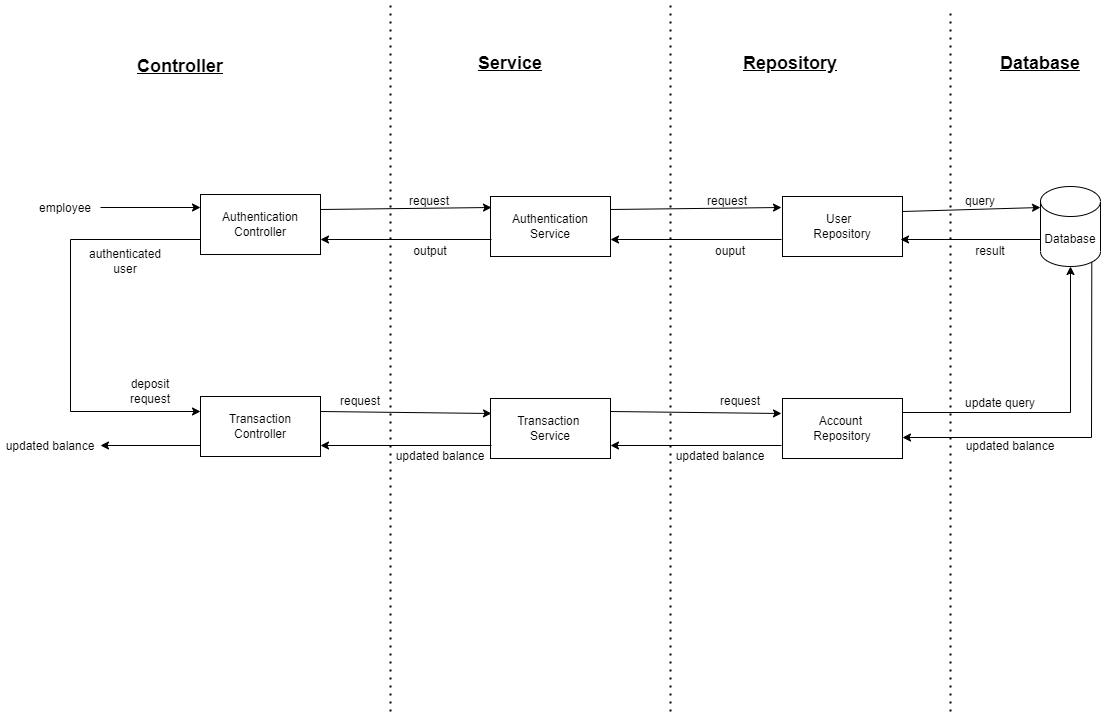 Controller
Service
Repository
Database
employee
Authentication
Controller
request
Authentication
Service
request
User
Repository
query
Database
authenticated
user
output
ouput
result
deposit
request
Transaction
Controller
request
Transaction
Service
request
Account
Repository
update query
updated balance
updated balance
updated balance
updated balance